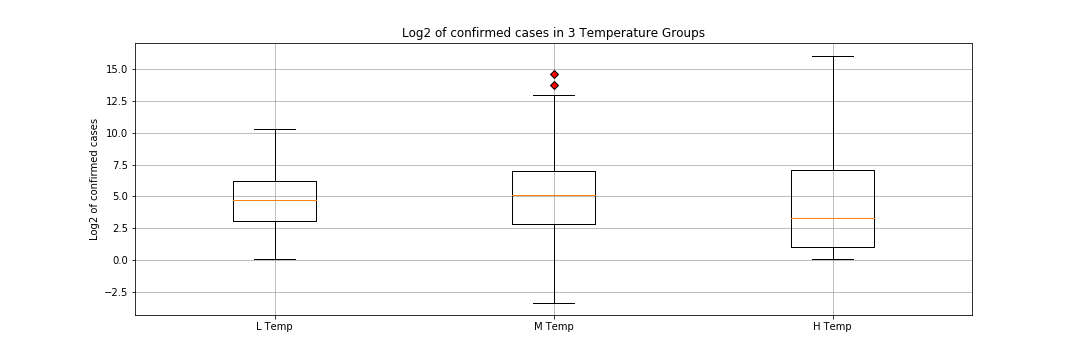 Log2 of confirmed cases in 3 Temperature Groups
Log2 of confirmed cases
15.0
12.5
10.0
7.5
5.0
2.5
0.0
−2.5
L Temp
M Temp
H Temp